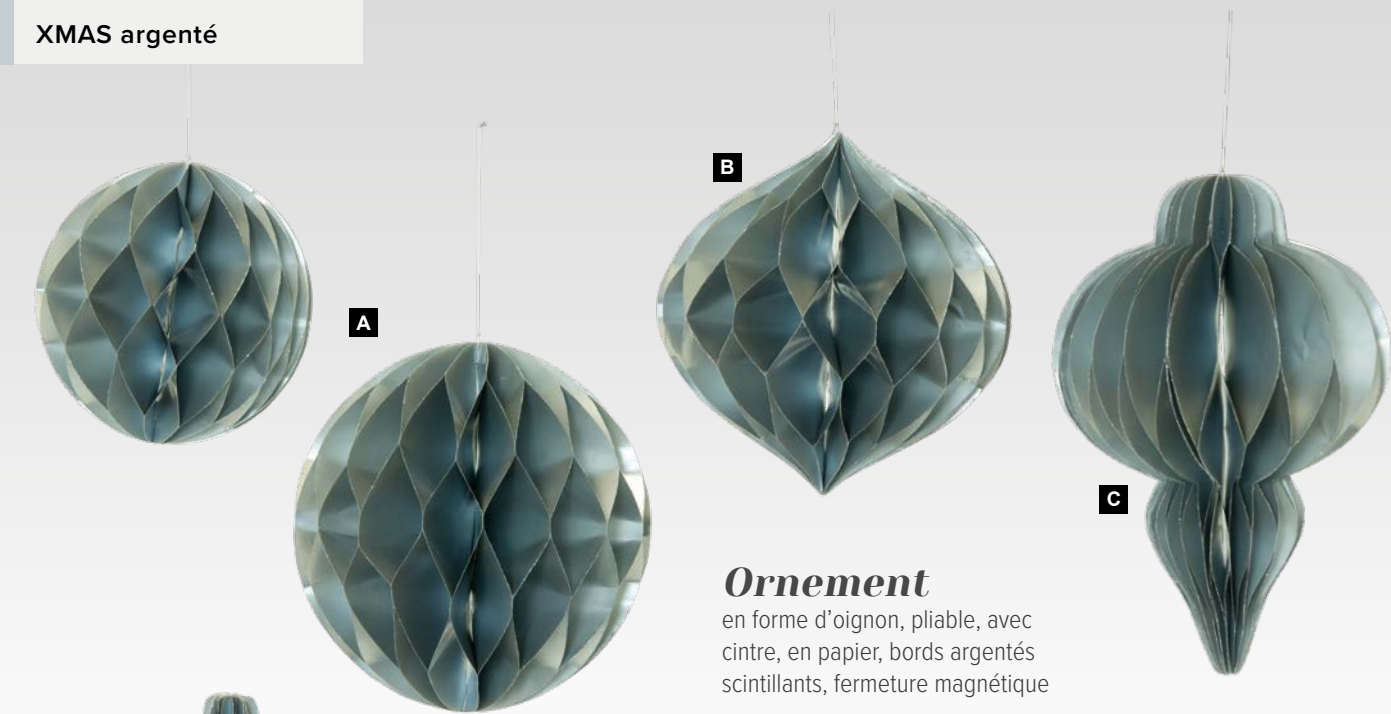 XMAS argenté
B
A
C
Ornement
en forme d’oignon, pliable, avec
cintre, en papier, bords argentés
scintillants, fermeture magnétique